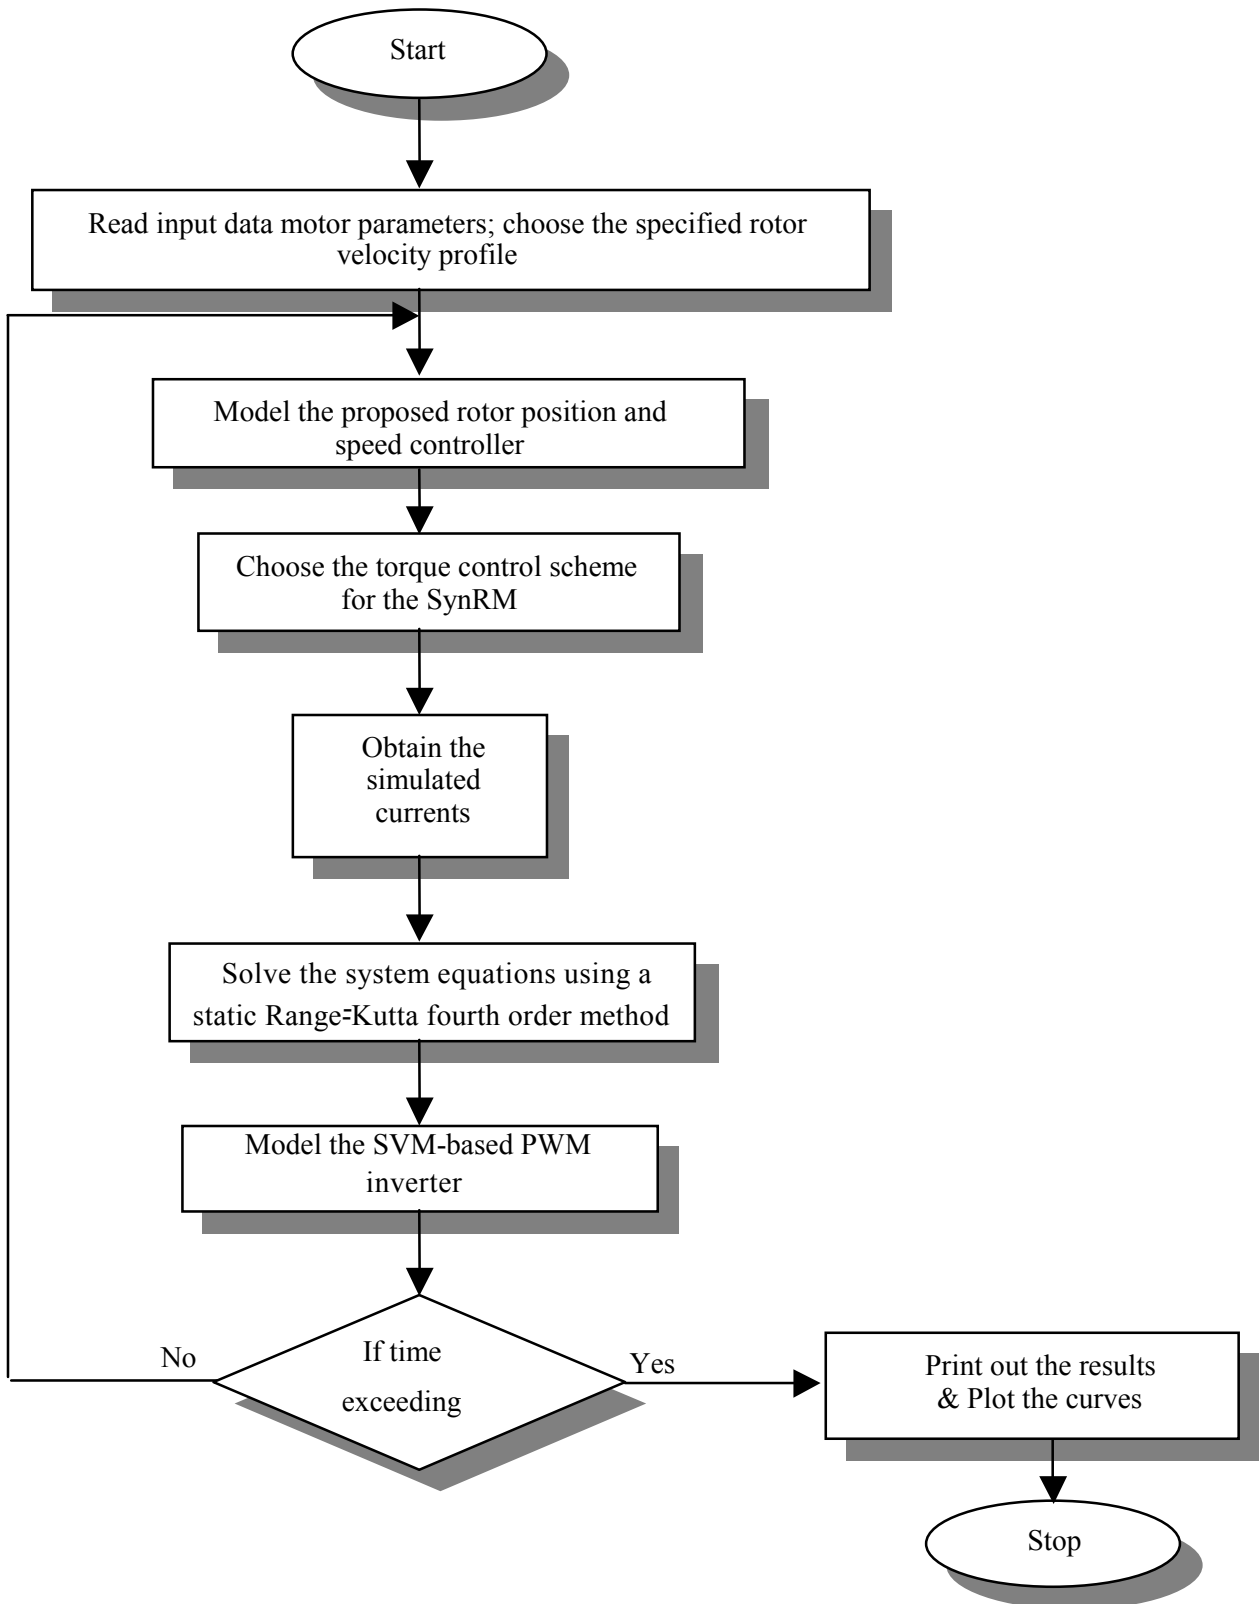 Start
Read input data motor parameters; choose the specified rotor
velocity profile
Model the proposed rotor position and
speed controller
Choose the torque control scheme
for the SynRM
Obtain the
simulated
currents
Solve the system equations using a
static Range-Kutta fourth order method
Model the SVM-based PWM
inverter
If time
exceeding
No
Yes
Print out the results
& Plot the curves
Stop